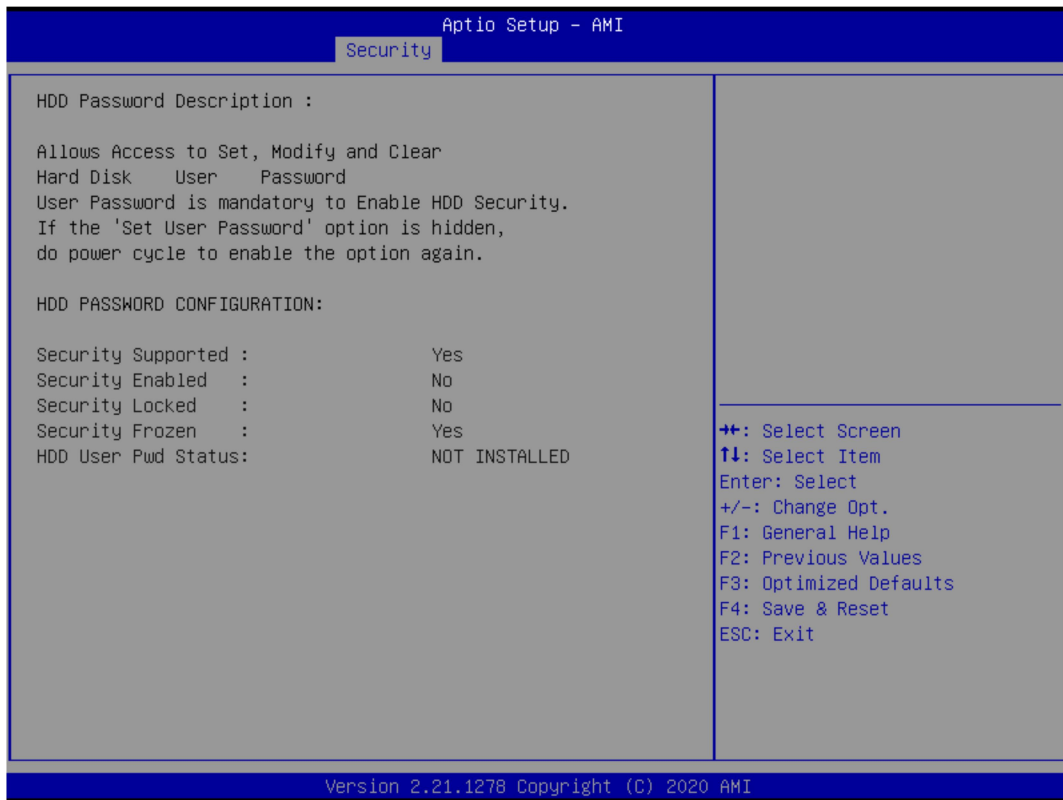 Aptio Setup – AMI
Security
HDD Password Description :
Allows Access to Set, Modify and Clear
Hard Disk    User    Password
User Password is mandatory to Enable HDD Security.
If the 'Set User Password' option is hidden,
do power cycle to enable the option again.
HDD PASSWORD CONFIGURATION:
Security Supported :    Yes
Security Enabled   :    No
Security Locked    :    No
Security Frozen    :    Yes
HDD User Pwd Status:    NOT INSTALLED
→←: Select Screen
↑↓: Select Item
Enter: Select
+/-: Change Opt.
F1: General Help
F2: Previous Values
F3: Optimized Defaults
F4: Save & Reset
ESC: Exit
Version 2.21.1278 Copyright (C) 2020 AMI